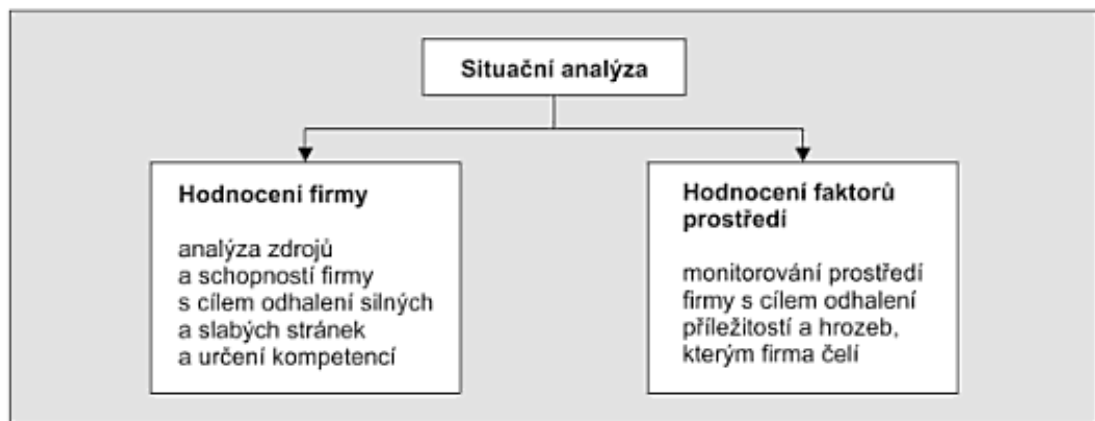 Situační analýza
Hodnocení firmy
analýza zdrojů
a schopností firmy
s cílem odhalení silných
a slabých stránek
a určení kompetencí
Hodnocení faktorů
prostředí
monitorování prostředí
firmy s cílem odhalení
příležitostí a hrozeb,
kterým firma čelí